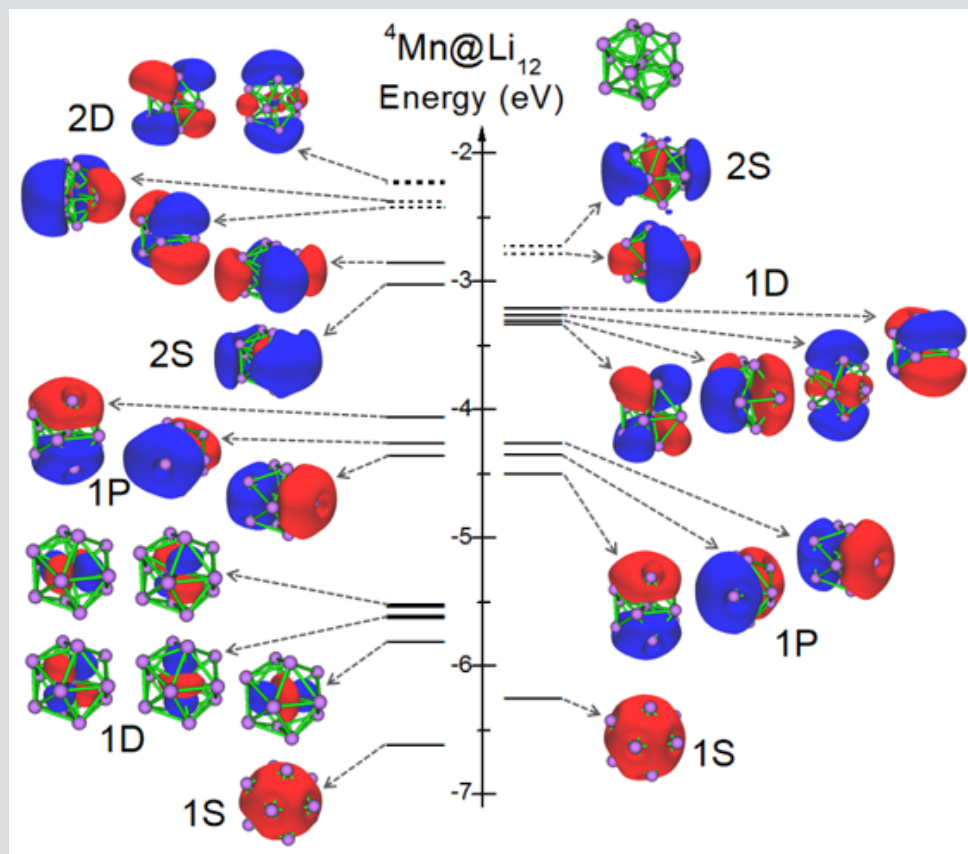 ⁴Mn@Li₁₂
Energy (eV)
2D
-2
2S
1D
-3
2S
-4
1P
-5
1P
-6
1D
1S
1S
-7